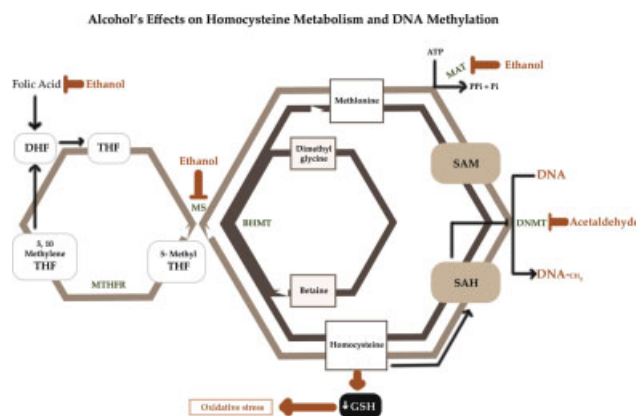 Alcohol's Effects on Homocysteine Metabolism and DNA Methylation
ATP
MAT
Ethanol
PPi + Pi
Folic Acid
Ethanol
Methionine
DHF
THF
Dimethyl
glycine
SAM
Ethanol
MS
DNA
BHMT
DNMT
Acetaldehyde
5, 10
Methylene
THF
5- Methyl
THF
MTHFR
Betaine
SAH
DNA-CH3
Homocysteine
Oxidative stress
GSH